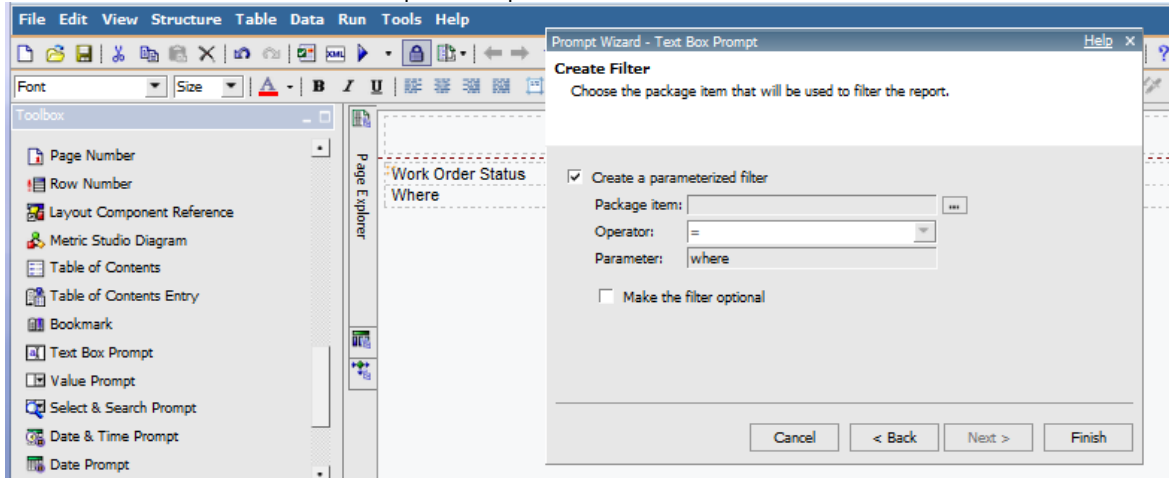 File Edit View Structure Table Data Run Tools Help
Font Size A B I U
Toolbox
Page Number
Row Number
Layout Component Reference
Metric Studio Diagram
Table of Contents
Table of Contents Entry
Bookmark
Text Box Prompt
Value Prompt
Select & Search Prompt
Date & Time Prompt
Date Prompt
Page Explorer
Work Order Status
Where
Prompt Wizard - Text Box Prompt Help X
Create Filter
Choose the package item that will be used to filter the report.
Create a parameterized filter
Package item: ...
Operator: =
Parameter: where
Make the filter optional
Cancel < Back Next > Finish
?